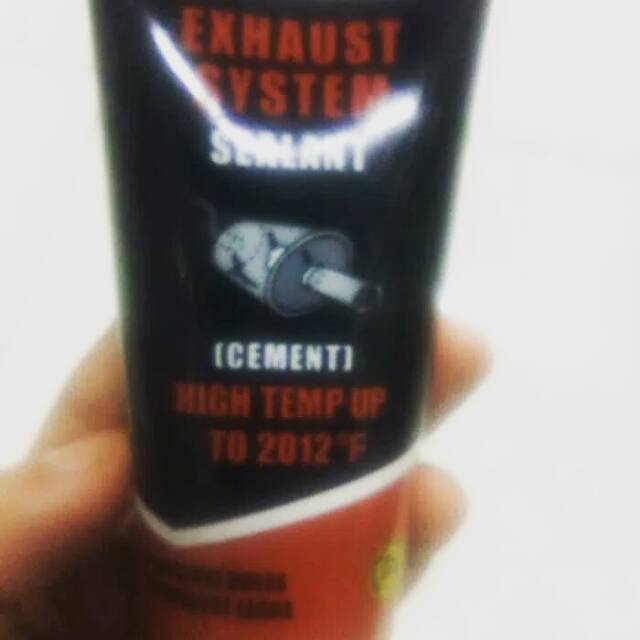 EXHAUST
SYSTEM
SEALANT
(CEMENT)
HIGH TEMP UP
TO 2012 °F